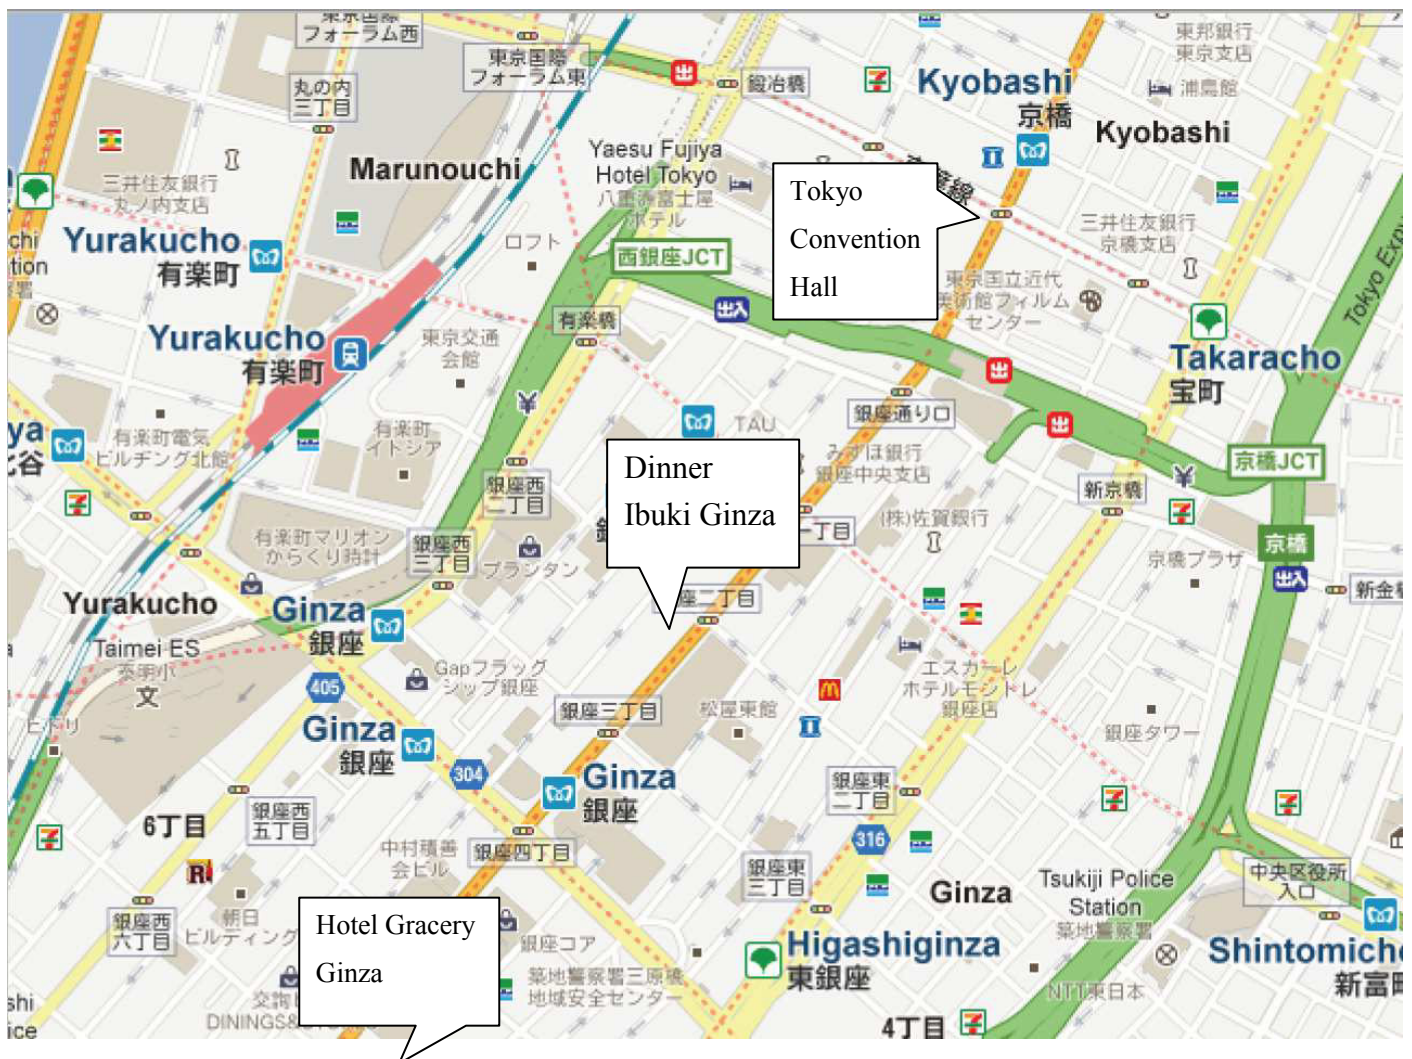 東京国際
フォーラム西
東京国際
フォーラム東
丸の内
三丁目
鍛冶橋
Kyobashi
京橋
東邦銀行
東京支店
浦島館
Kyobashi
Marunouchi
三井住友銀行
丸ノ内支店
Yaesu Fujiya
Hotel Tokyo
八重洲富士屋
ホテル
Tokyo
Convention
Hall
三井住友銀行
京橋支店
Yurakucho
有楽町
ロフト
西銀座JCT
出入
東京国立近代
美術館フィルム
センター
Tokyo Exp
Yurakucho
有楽町
東京交通
会館
有楽橋
Takaracho
宝町
有楽町電気
ビルヂング北館
有楽町
イトシア
TAU
銀座通り口
みずほ銀行
銀座中央支店
京橋JCT
Dinner
Ibuki Ginza
銀座西
二丁目
新京橋
有楽町マリオン
からくり時計
銀座西
三丁目
プランタン
一丁目
(株)佐賀銀行
京橋プラザ
京橋
出入
新金橋
Yurakucho
Ginza
銀座
座二丁目
Taimei ES
泰明小
文
405
Gapフラッグ
シップ銀座
エスカーレ
ホテルモントレ
銀座店
ヒトリ
銀座三丁目
松屋東館
銀座タワー
Ginza
銀座
304
Ginza
銀座
銀座東
二丁目
銀座西
五丁目
6丁目
中村積善
会ビル
銀座四丁目
316
銀座東
三丁目
Ginza
Tsukiji Police
Station
築地警察署
中央区役所
入口
銀座西
六丁目
朝日
ビルディング
Hotel Gracery
Ginza
銀座コア
Higashiginza
東銀座
Shintomicho
新富町
築地警察署三原橋
地域安全センター
NTT東日本
交詢
DININGS&
4丁目